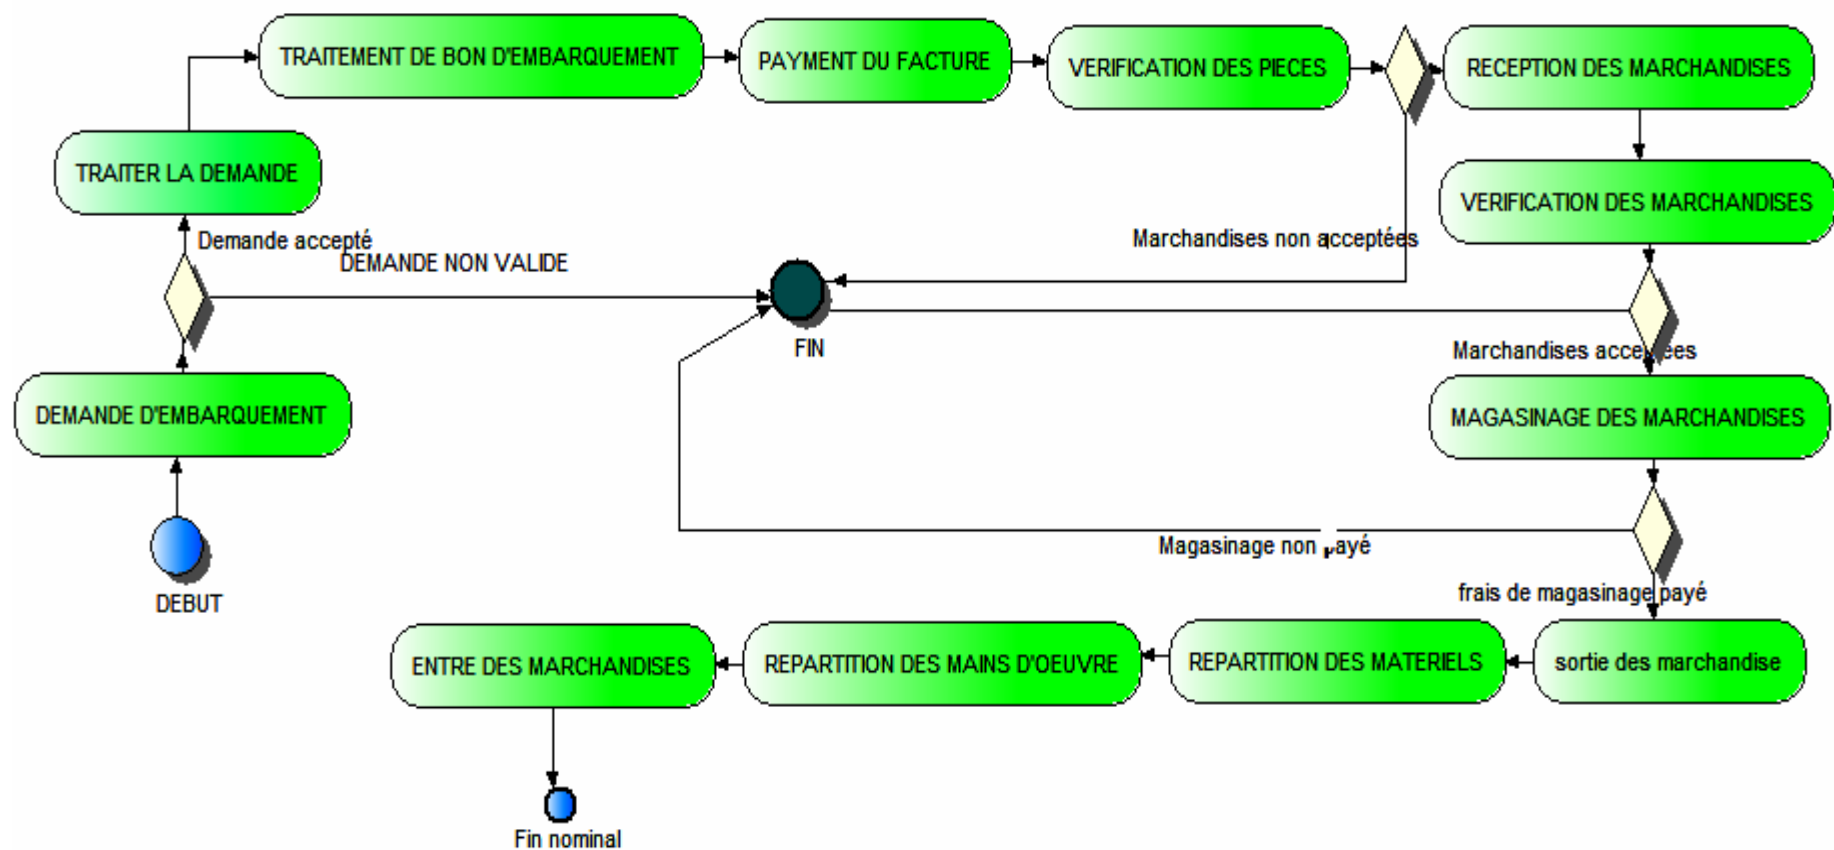 TRAITEMENT DE BON D'EMBARQUEMENT
PAYMENT DU FACTURE
VERIFICATION DES PIECES
RECEPTION DES MARCHANDISES
TRAITER LA DEMANDE
VERIFICATION DES MARCHANDISES
Demande accepté
DEMANDE NON VALIDE
Marchandises non acceptées
FIN
Marchandises acceptées
DEMANDE D'EMBARQUEMENT
MAGASINAGE DES MARCHANDISES
Magasinage non payé
DEBUT
frais de magasinage payé
ENTRE DES MARCHANDISES
REPARTITION DES MAINS D'OEUVRE
REPARTITION DES MATERIELS
sortie des marchandise
Fin nominal